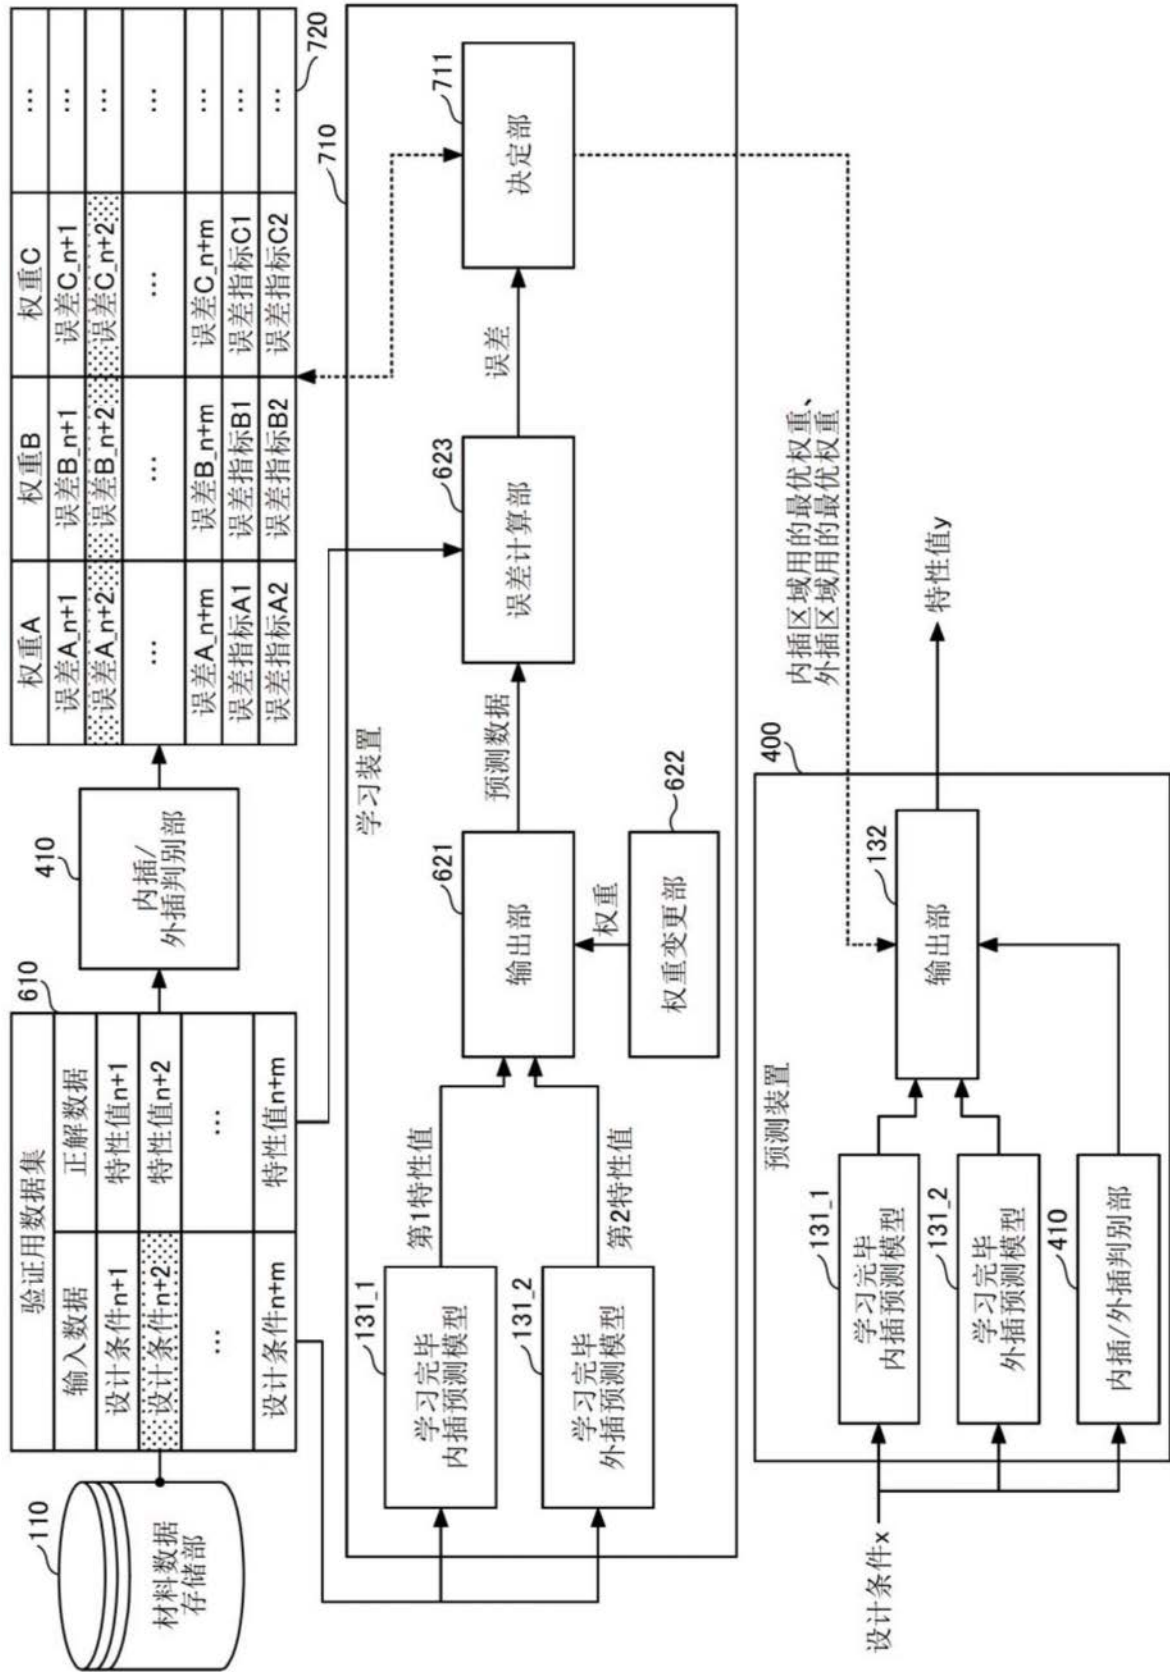 110
材料数据
存储部
610
验证用数据集
输入数据
正解数据
设计条件n+1
特性值n+1
设计条件n+2
特性值n+2
…
…
设计条件n+m
特性值n+m
410
内插/
外插判别部
720
权重A
权重B
权重C
…
误差A_n+1
误差B_n+1
误差C_n+1
…
误差A_n+2
误差B_n+2
误差C_n+2
…
…
…
…
…
误差A_n+m
误差B_n+m
误差C_n+m
…
误差指标A1
误差指标B1
误差指标C1
…
误差指标A2
误差指标B2
误差指标C2
…
710
学习装置
131_1
学习完毕
内插预测模型
第1特性值
131_2
学习完毕
外插预测模型
第2特性值
621
输出部
权重
622
权重变更部
预测数据
623
误差计算部
误差
711
决定部
内插区域用的最优权重、
外插区域用的最优权重
400
预测装置
设计条件x
131_1
学习完毕
内插预测模型
131_2
学习完毕
外插预测模型
410
内插/外插判别部
132
输出部
特性值y